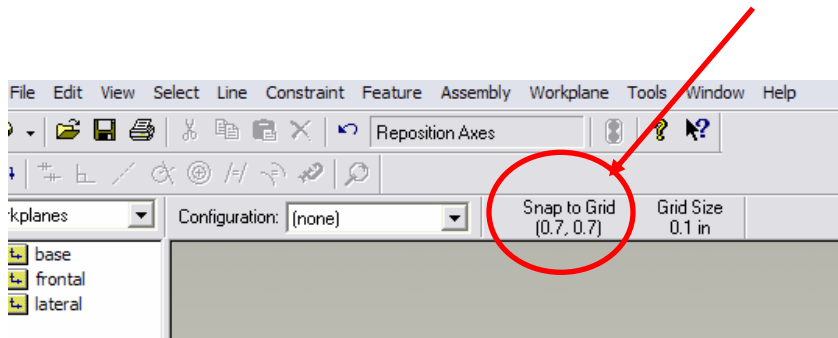 File Edit View Select Line Constraint Feature Assembly Workplane Tools Window Help
Reposition Axes
rkplanes Configuration: (none) Snap to Grid Grid Size
(0.7, 0.7) 0.1 in
base
frontal
lateral